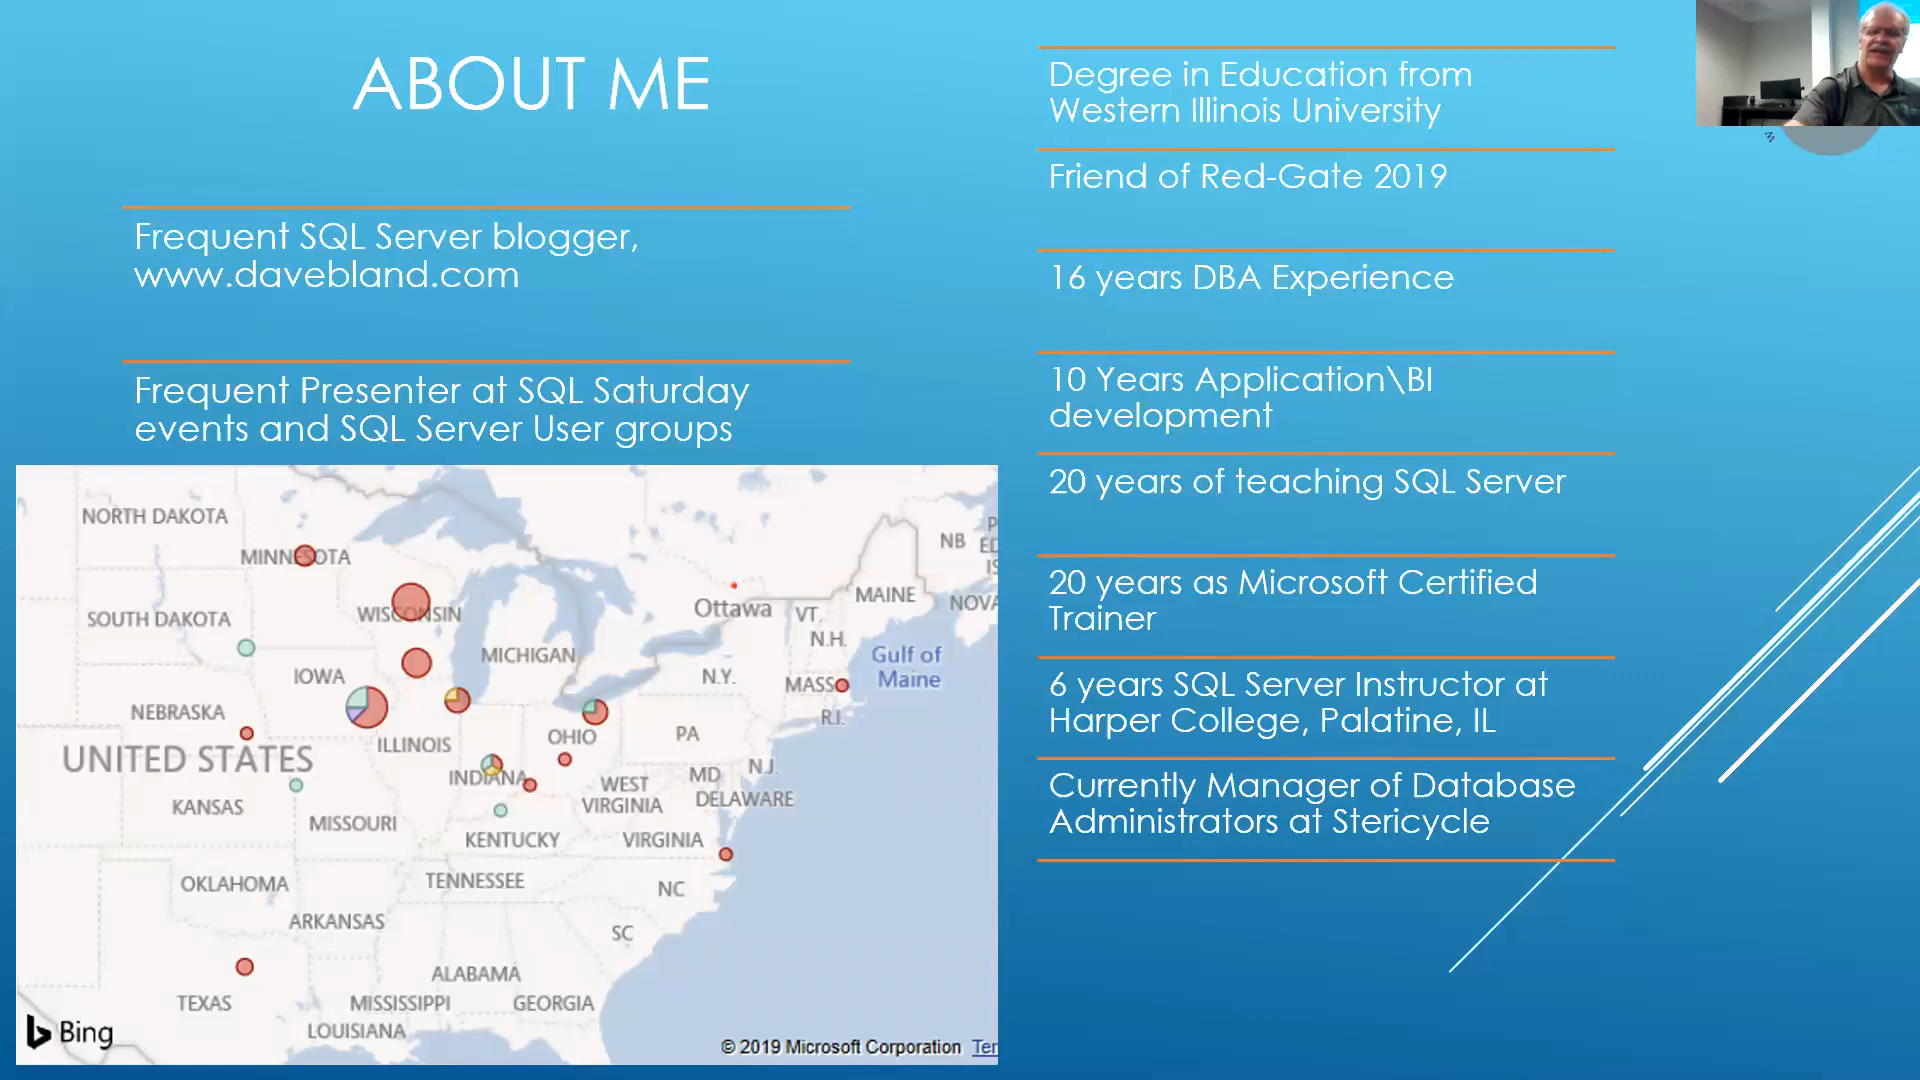 ABOUT ME
Frequent SQL Server blogger,
www.davebland.com
Frequent Presenter at SQL Saturday
events and SQL Server User groups
Degree in Education from
Western Illinois University
Friend of Red-Gate 2019
16 years DBA Experience
10 Years Application\BI
development
20 years of teaching SQL Server
20 years as Microsoft Certified
Trainer
6 years SQL Server Instructor at
Harper College, Palatine, IL
Currently Manager of Database
Administrators at Stericycle
NORTH DAKOTA
MINNESOTA
SOUTH DAKOTA
WISCONSIN
IOWA
MICHIGAN
NEBRASKA
UNITED STATES
ILLINOIS
INDIANA
OHIO
KANSAS
MISSOURI
KENTUCKY
WEST
VIRGINIA
VIRGINIA
OKLAHOMA
TENNESSEE
ARKANSAS
NC
SC
ALABAMA
TEXAS
MISSISSIPPI
GEORGIA
LOUISIANA
Ottawa
VT.
N.H.
MAINE
NB
N.Y.
MASS
R.I.
PA
MD
N.J.
DELAWARE
Gulf of
Maine
Bing
© 2019 Microsoft Corporation